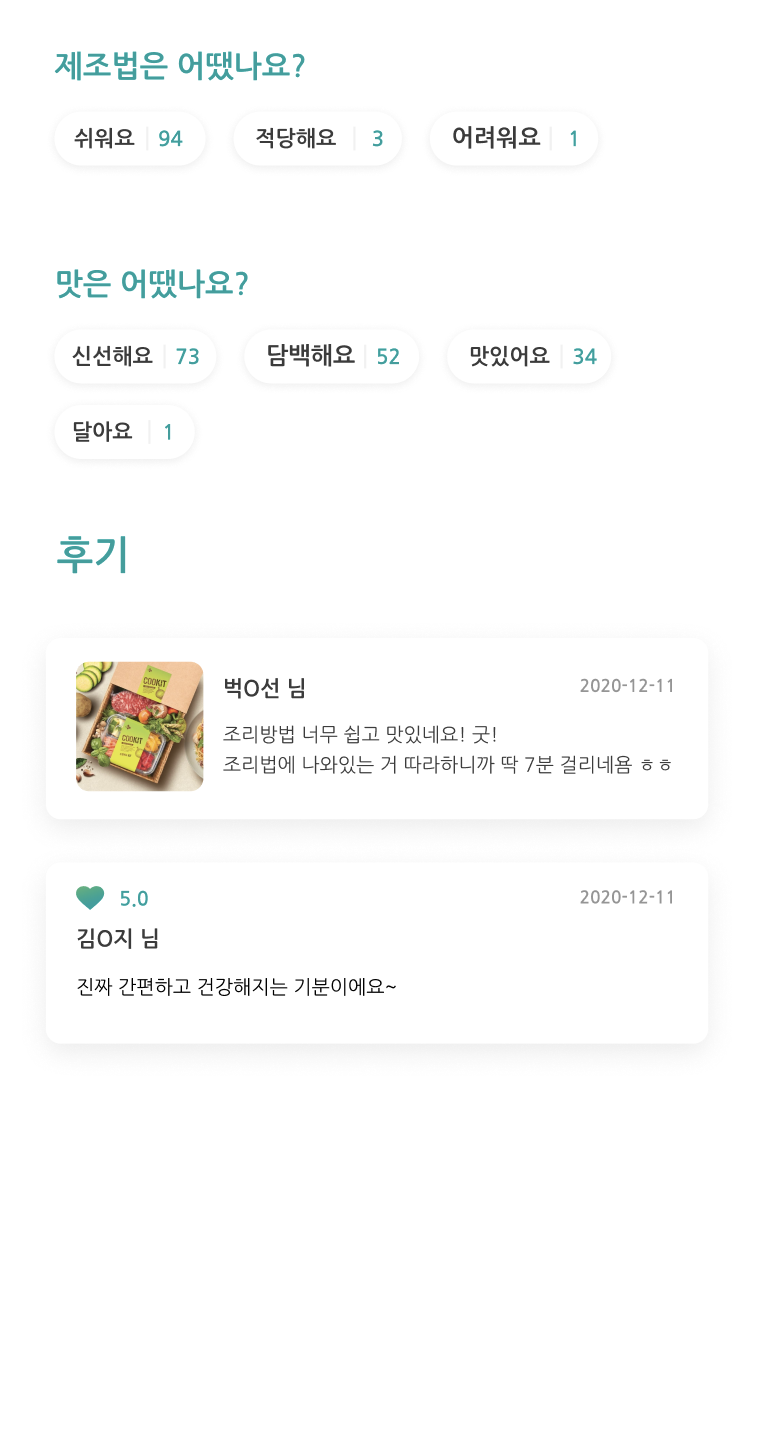 제조법은 어땠나요?
쉬워요 94 적당해요 3 어려워요 1
맛은 어땠나요?
신선해요 73 담백해요 52 맛있어요 34
달아요 1
후기
COOKIT
COOKIT
벅O선 님 2020-12-11
조리방법 너무 쉽고 맛있네요! 굿!
조리법에 나와있는 거 따라하니까 딱 7분 걸리네욤 ㅎㅎ
5.0 2020-12-11
김O지 님
진짜 간편하고 건강해지는 기분이에요~